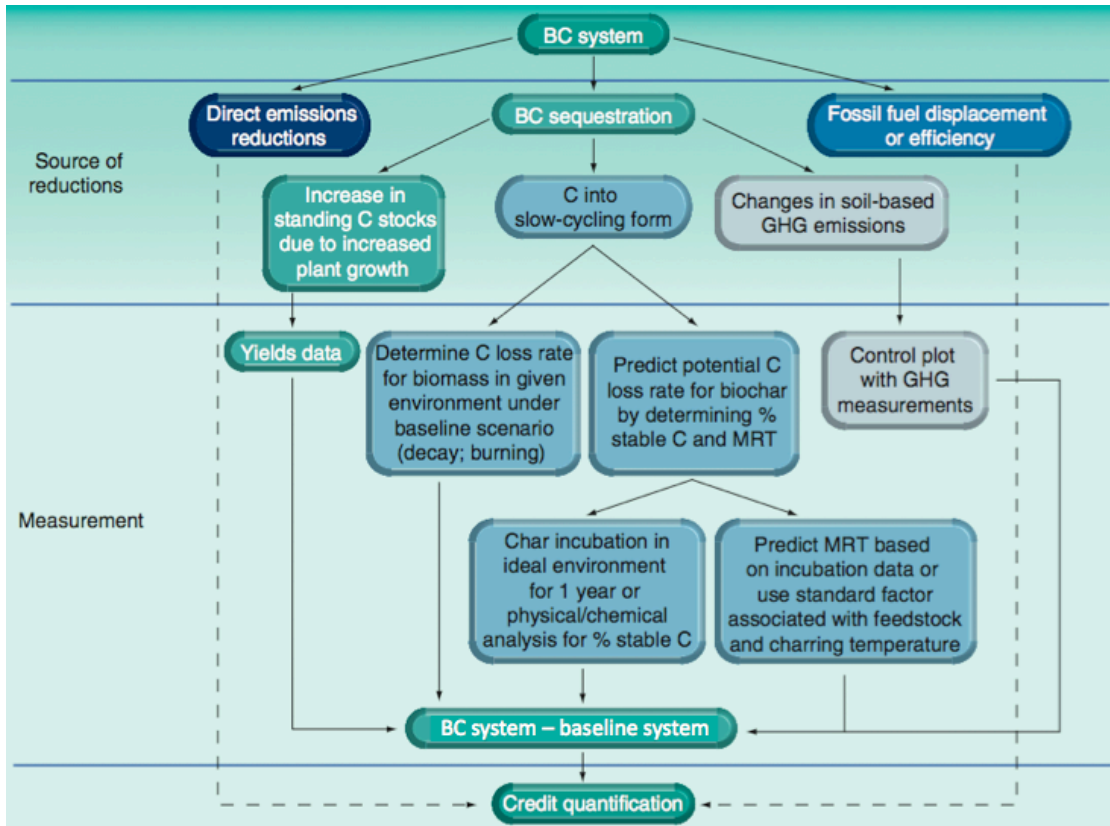 BC system
Direct emissions
reductions
BC sequestration
Fossil fuel displacement
or efficiency
Source of
reductions
Increase in
standing C stocks
due to increased
plant growth
C into
slow-cycling form
Changes in soil-based
GHG emissions
Yields data
Determine C loss rate
for biomass in given
environment under
baseline scenario
(decay; burning)
Predict potential C
loss rate for biochar
by determining %
stable C and MRT
Control plot
with GHG
measurements
Measurement
Char incubation in
ideal environment
for 1 year or
physical/chemical
analysis for % stable C
Predict MRT based
on incubation data or
use standard factor
associated with feedstock
and charring temperature
BC system – baseline system
Credit quantification